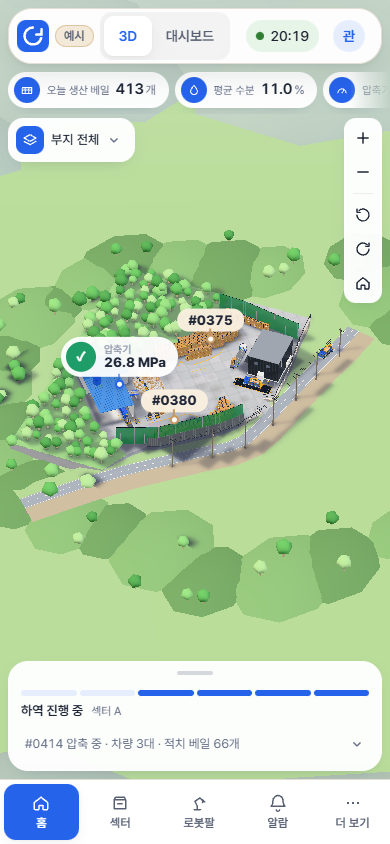 예시
3D
대시보드
20:19
관
오늘 생산 베일 413개
평균 수분 11.0%
압축
부지 전체
#0375
압축기
26.8 MPa
#0380
하역 진행 중 섹터 A
#0414 압축 중 · 차량 3대 · 적치 베일 66개
홈
섹터
로봇팔
알람
더 보기